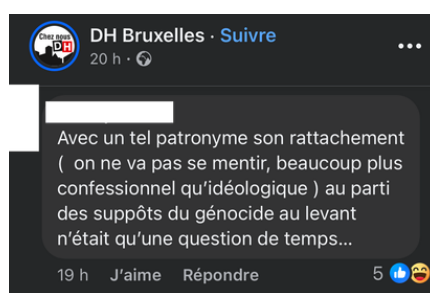 Chez nous
DH
DH Bruxelles · Suivre
20 h ·
Avec un tel patronyme son rattachement
( on ne va pas se mentir, beaucoup plus
confessionnel qu'idéologique ) au parti
des suppôts du génocide au levant
n'était qu'une question de temps...
19 h J'aime Répondre 5